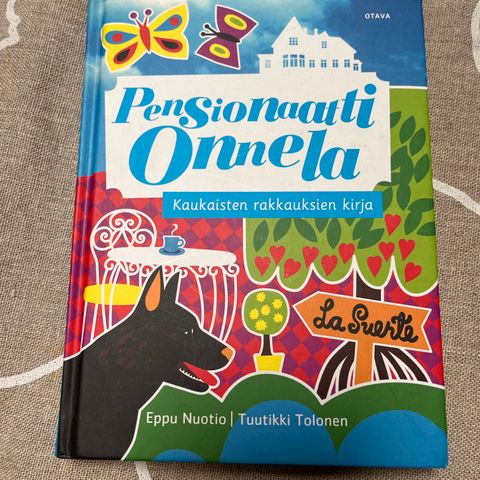 OTAVA
Pensionaatti
Onnela
Kaukaisten rakkauksien kirja
La Suerte
Eppu Nuotio | Tuutikki Tolonen